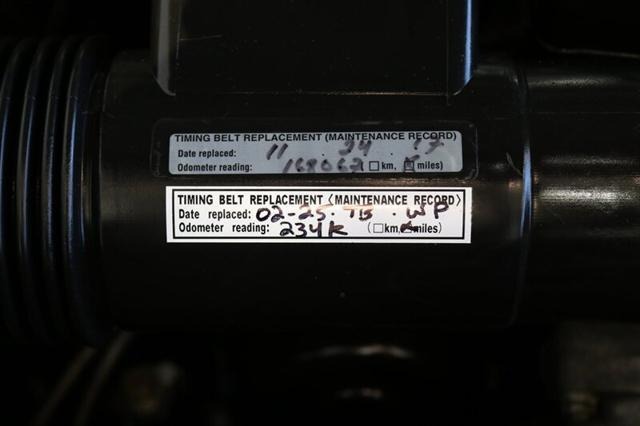 TIMING BELT REPLACEMENT (MAINTENANCE RECORD)
Date replaced: 11 . 24 . 17
Odometer reading: 168062 □ km, ☒ miles)
TIMING BELT REPLACEMENT (MAINTENANCE RECORD)
Date replaced: 02-25 · TB · WP
Odometer reading: 234K (□ km, ☒ miles)